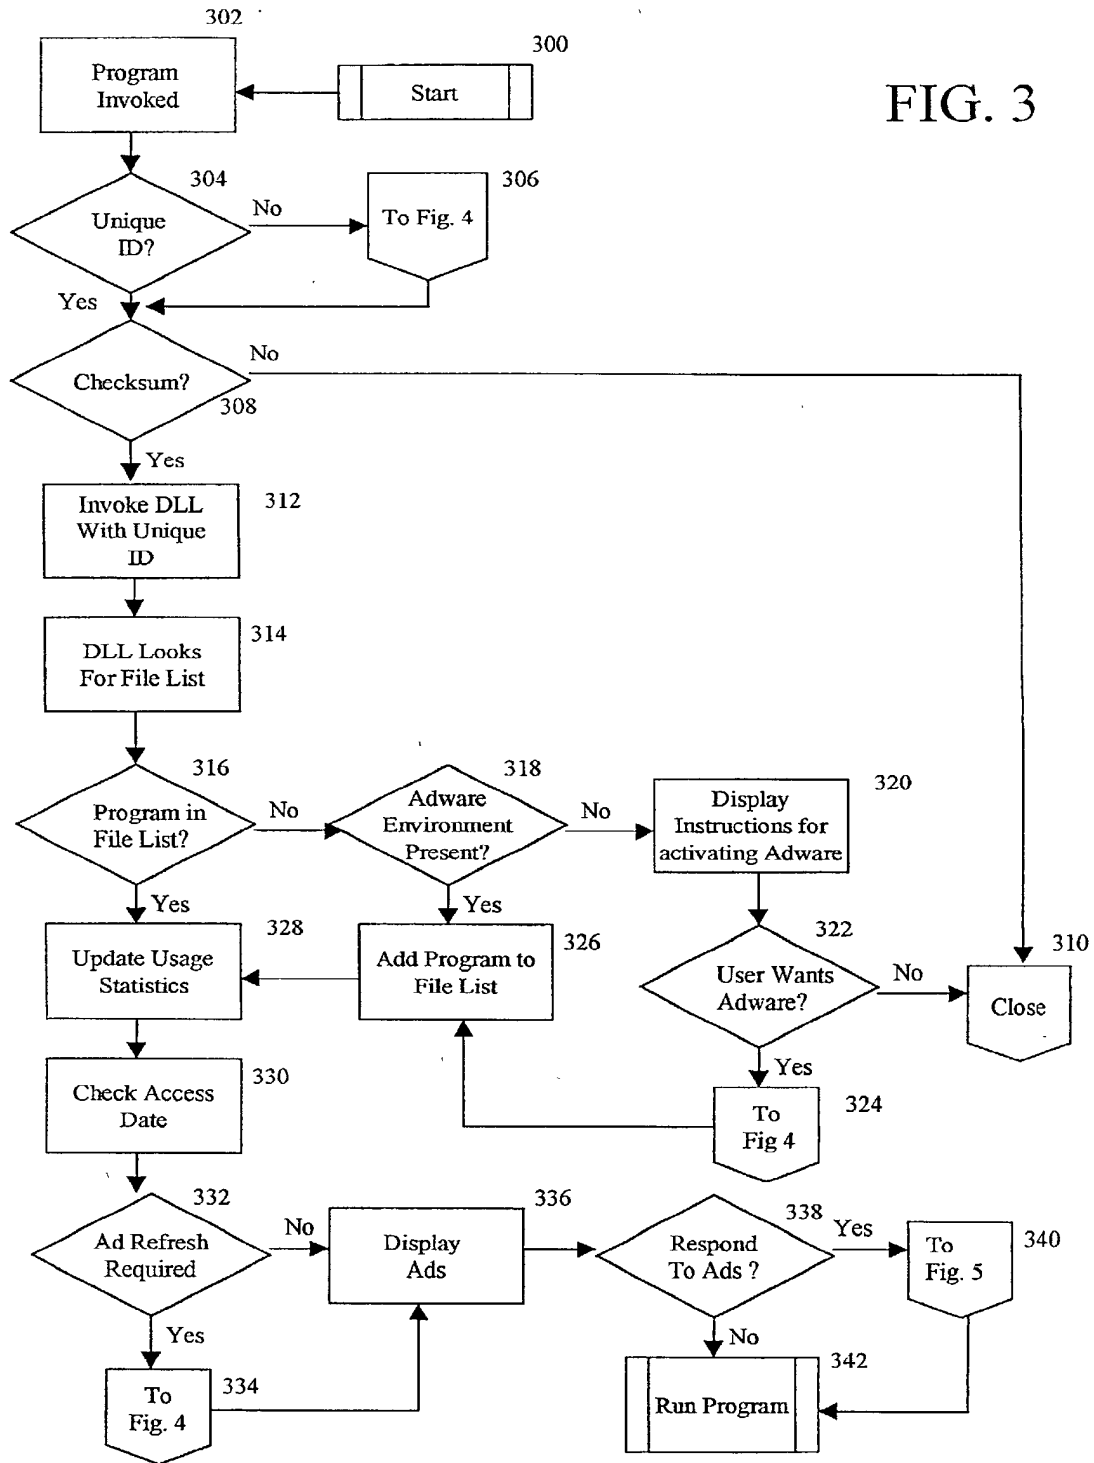 302
300
Program
Invoked
Start
FIG. 3
304
306
Unique
ID?
No
To Fig. 4
Yes
No
Checksum?
308
Yes
Invoke DLL
With Unique
ID
312
DLL Looks
For File List
314
316
Program in
File List?
No
318
Adware
Environment
Present?
No
320
Display
Instructions for
activating Adware
Yes
Yes
Update Usage
Statistics
328
Add Program to
File List
326
322
User Wants
Adware?
No
310
Close
Yes
Check Access
Date
330
To
Fig 4
324
332
Ad Refresh
Required
No
336
Display
Ads
338
Respond
To Ads ?
Yes
To
Fig. 5
340
Yes
No
To
Fig. 4
334
342
Run Program